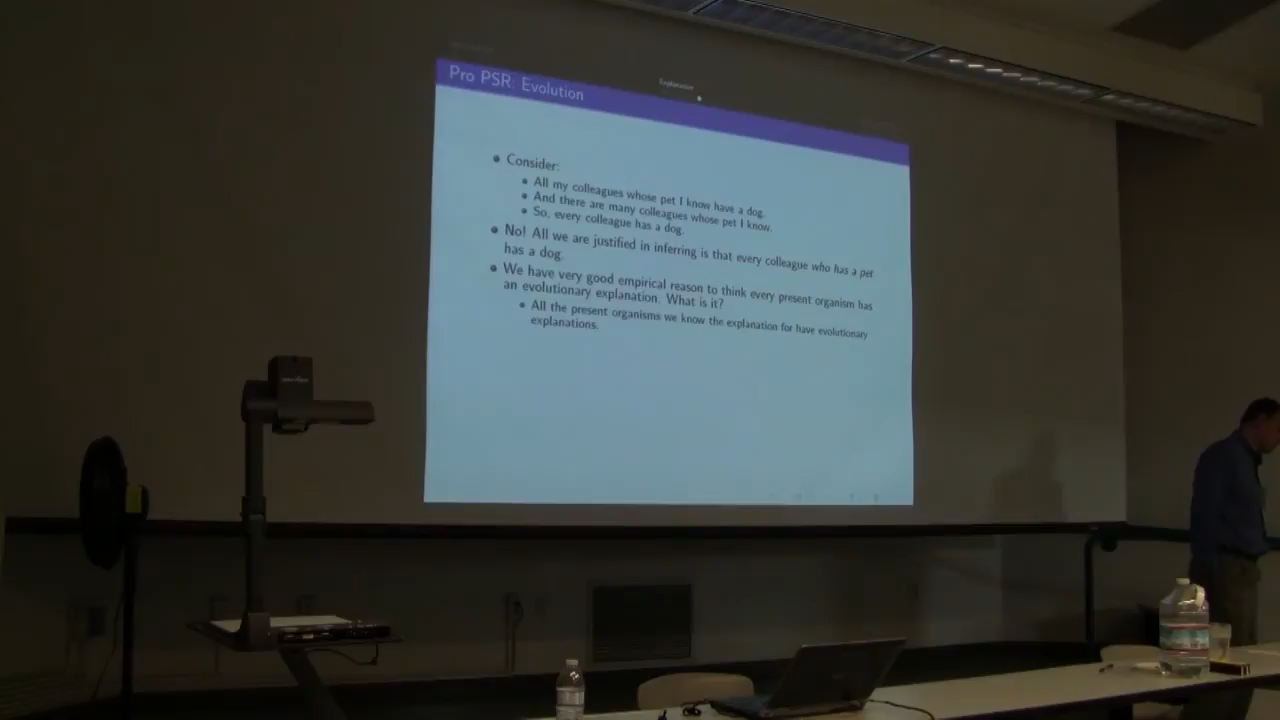 Explanation
Pro PSR: Evolution
Consider:
All my colleagues whose pet I know have a dog.
And there are many colleagues whose pet I know.
So, every colleague has a dog.
No! All we are justified in inferring is that every colleague who has a pet
has a dog.
We have very good empirical reason to think every present organism has
an evolutionary explanation. What is it?
All the present organisms we know the explanation for have evolutionary
explanations.